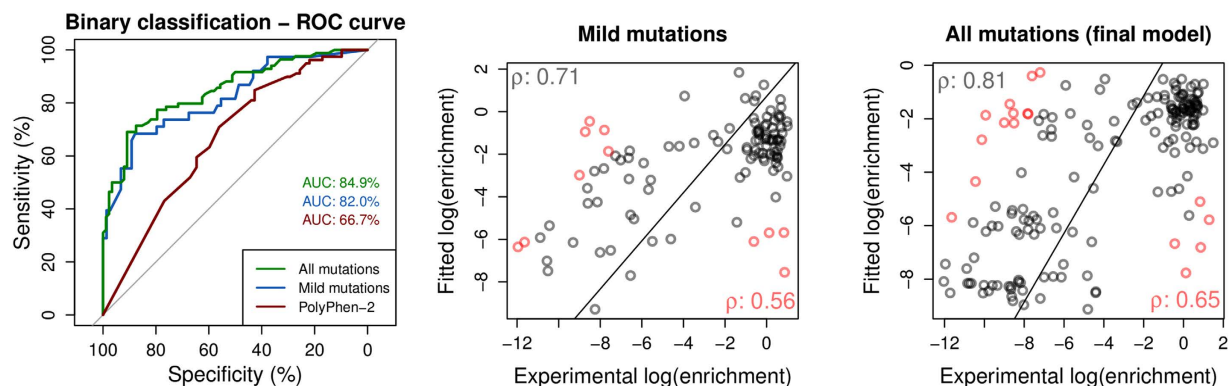 Binary classification − ROC curve
Sensitivity (%)
100
80
60
40
20
0
AUC: 84.9%
AUC: 82.0%
AUC: 66.7%
All mutations
Mild mutations
PolyPhen−2
100 80 60 40 20 0
Specificity (%)
Mild mutations
Fitted log(enrichment)
2
0
−2
−4
−6
−8
ρ: 0.71
ρ: 0.56
−12 −8 −6 −4 −2 0
Experimental log(enrichment)
All mutations (final model)
Fitted log(enrichment)
0
−2
−4
−6
−8
ρ: 0.81
ρ: 0.65
−12 −8 −6 −4 −2 0 2
Experimental log(enrichment)